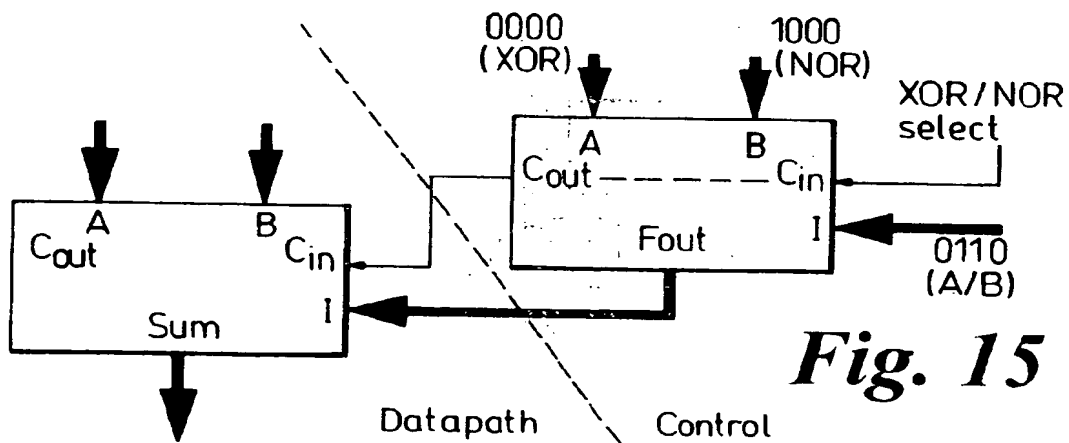 0000
(XOR)
1000
(NOR)
XOR/NOR
select
A
B
Cout
Cin
I
Fout
0110
(A/B)
A
B
Cout
Cin
I
Sum
Fig. 15
Datapath
Control